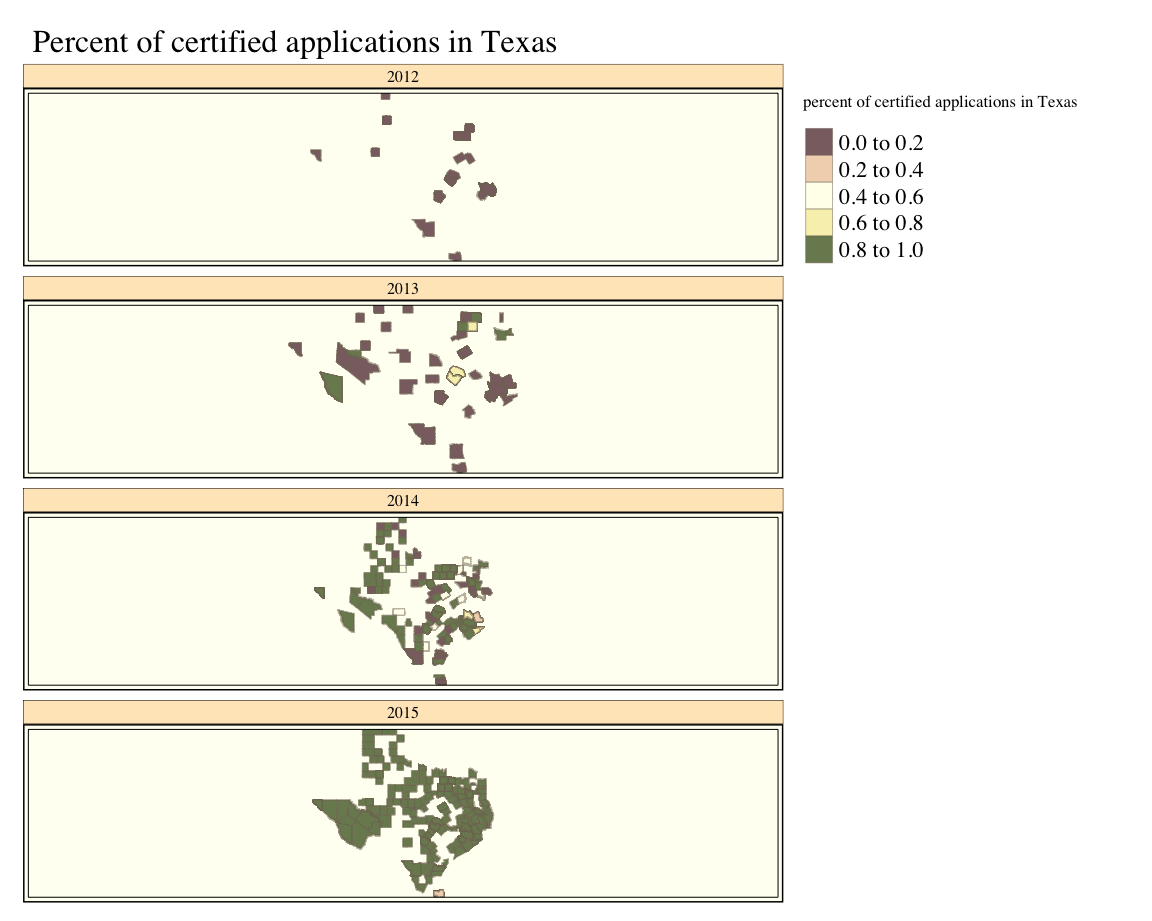 Percent of certified applications in Texas
2012
percent of certified applications in Texas
0.0 to 0.2
0.2 to 0.4
0.4 to 0.6
0.6 to 0.8
0.8 to 1.0
2013
2014
2015